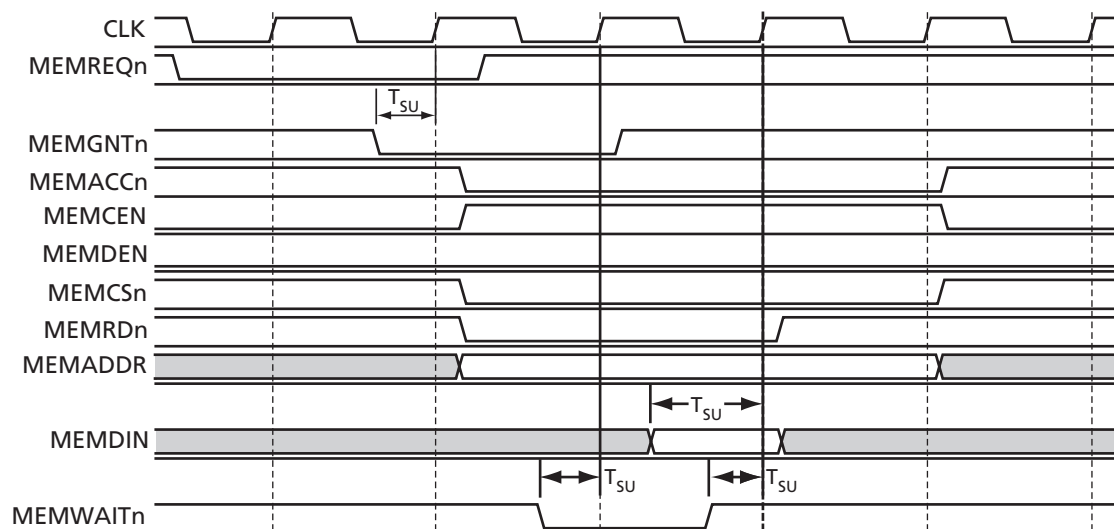 CLK
MEMREQn
TSU
MEMGNTn
MEMACCn
MEMCEN
MEMDEN
MEMCSn
MEMRDn
MEMADDR
TSU
MEMDIN
TSU TSU
MEMWAITn